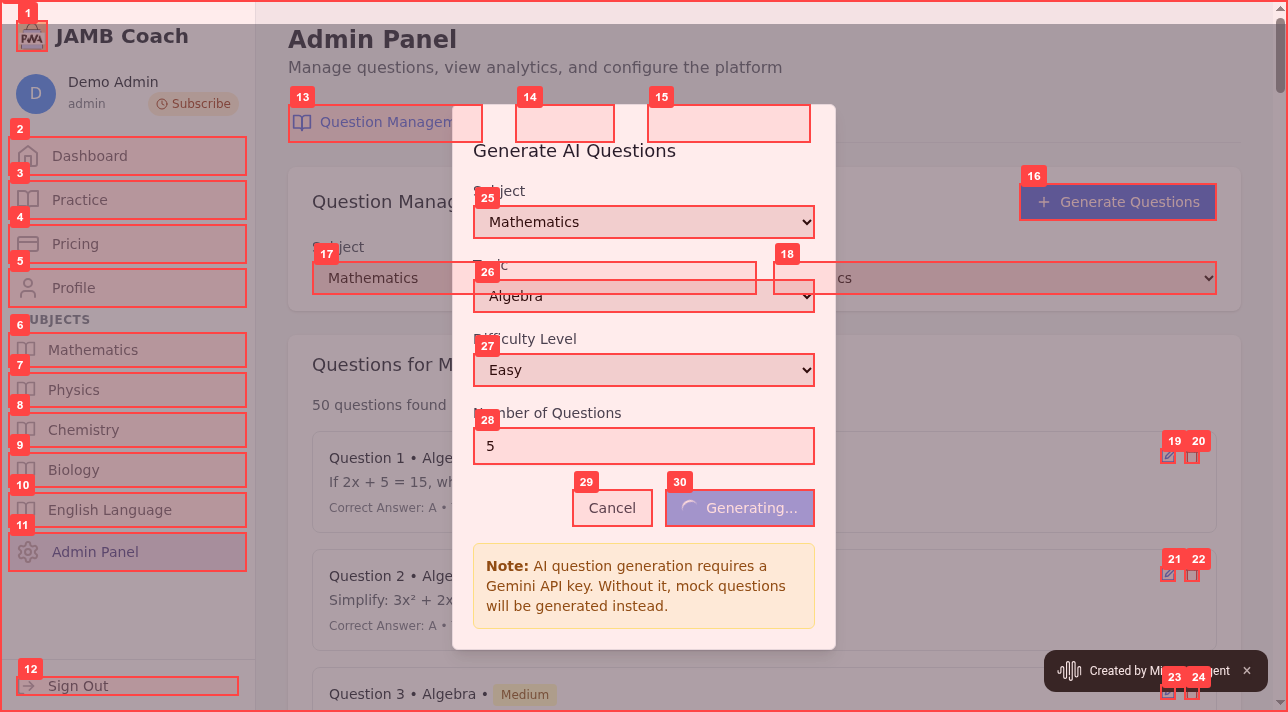 1
JAMB Coach
Demo Admin
D
admin
Subscribe
2
Dashboard
3
Practice
4
Pricing
5
Profile
UBJECTS
6
Mathematics
7
Physics
8
Chemistry
9
Biology
10
English Language
11
Admin Panel
12
Sign Out
Admin Panel
Manage questions, view analytics, and configure the platform
13
14
15
Question Managem
16
Question Manag
+ Generate Questions
Subject
17
18
Mathematics
cs
Questions for M
50 questions found
19 20
Question 1 • Alge
If 2x + 5 = 15, wh
Correct Answer: A •
21 22
Question 2 • Alge
Simplify: 3x² + 2x
Correct Answer: A •
23 24
Question 3 • Algebra • Medium
Generate AI Questions
Subject
25
Mathematics
26
Algebra
Difficulty Level
27
Easy
Number of Questions
28
5
29
30
Cancel
Generating...
Note: AI question generation requires a
Gemini API key. Without it, mock questions
will be generated instead.
Created by
×